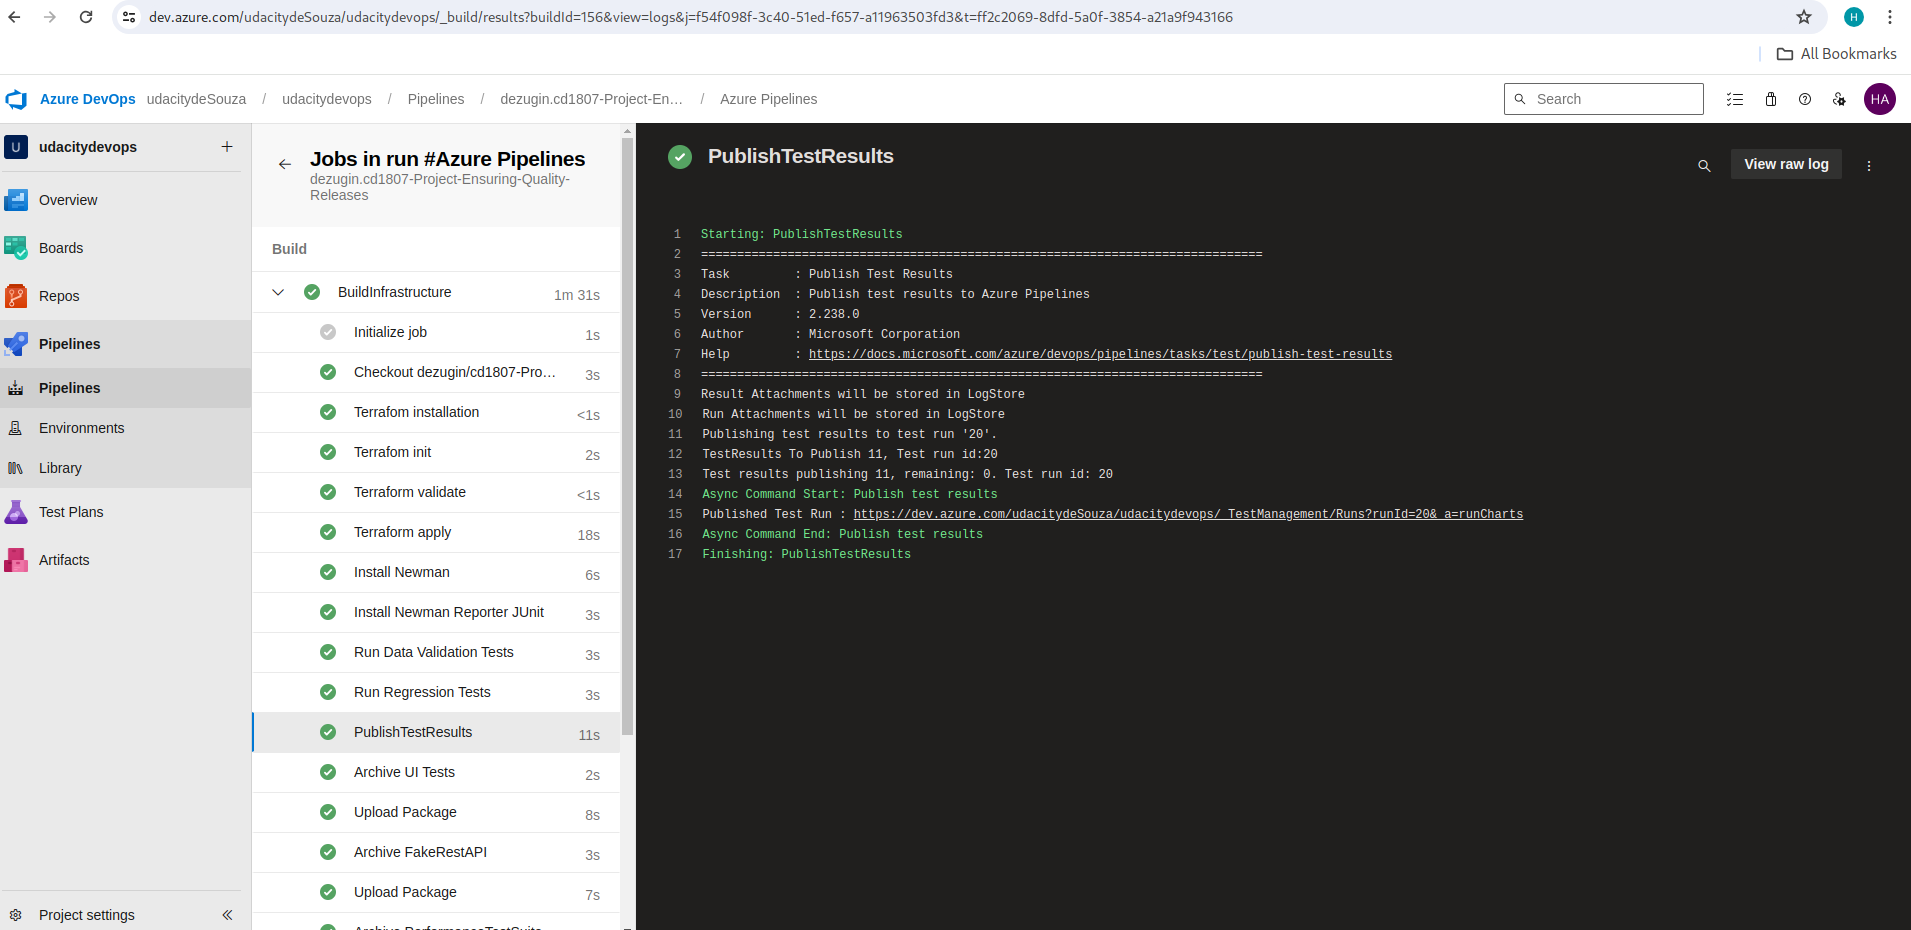 dev.azure.com/udacitydeSouza/udacitydevops/_build/results?buildId=156&view=logs&j=f54f098f-3c40-51ed-f657-a11963503fd3&t=ff2c2069-8dfd-5a0f-3854-a21a9f943166
H
All Bookmarks
Azure DevOps udacitydeSouza / udacitydevops / Pipelines / dezugin.cd1807-Project-En... / Azure Pipelines
Search
HA
U udacitydevops +
Overview
Boards
Repos
Pipelines
Pipelines
Environments
Library
Test Plans
Artifacts
Project settings
Jobs in run #Azure Pipelines
dezugin.cd1807-Project-Ensuring-Quality-
Releases
Build
BuildInfrastructure 1m 31s
Initialize job 1s
Checkout dezugin/cd1807-Pro... 3s
Terrafom installation <1s
Terrafom init 2s
Terraform validate <1s
Terraform apply 18s
Install Newman 6s
Install Newman Reporter JUnit 3s
Run Data Validation Tests 3s
Run Regression Tests 3s
PublishTestResults 11s
Archive UI Tests 2s
Upload Package 8s
Archive FakeRestAPI 3s
Upload Package 7s
Archive PerformanceTestSuite
PublishTestResults
View raw log
1 Starting: PublishTestResults
2 ==============================================================================
3 Task         : Publish Test Results
4 Description  : Publish test results to Azure Pipelines
5 Version      : 2.238.0
6 Author       : Microsoft Corporation
7 Help         : https://docs.microsoft.com/azure/devops/pipelines/tasks/test/publish-test-results
8 ==============================================================================
9 Result Attachments will be stored in LogStore
10 Run Attachments will be stored in LogStore
11 Publishing test results to test run '20'.
12 TestResults To Publish 11, Test run id:20
13 Test results publishing 11, remaining: 0. Test run id: 20
14 Async Command Start: Publish test results
15 Published Test Run : https://dev.azure.com/udacitydeSouza/udacitydevops/_TestManagement/Runs?runId=20&_a=runCharts
16 Async Command End: Publish test results
17 Finishing: PublishTestResults